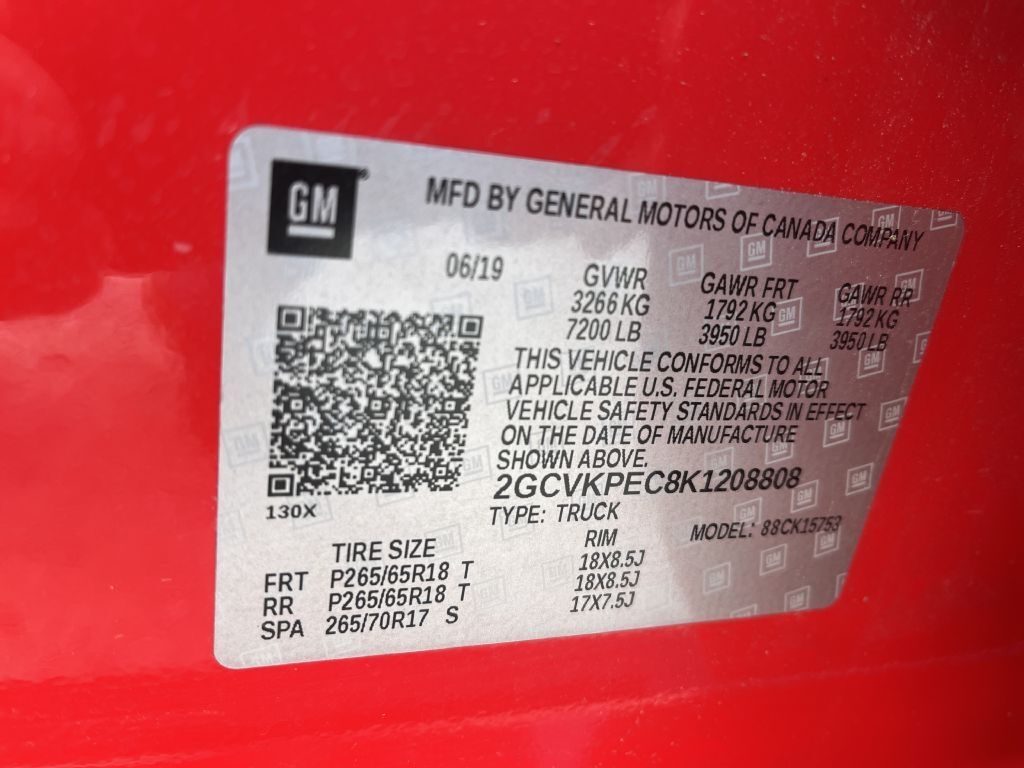 GM
MFD BY GENERAL MOTORS OF CANADA COMPANY
06/19 GVWR GAWR FRT GAWR RR
3266 KG 1792 KG 1792 KG
7200 LB 3950 LB 3950 LB
THIS VEHICLE CONFORMS TO ALL
APPLICABLE U.S. FEDERAL MOTOR
VEHICLE SAFETY STANDARDS IN EFFECT
ON THE DATE OF MANUFACTURE
SHOWN ABOVE.
2GCVKPEC8K1208808
130X TYPE: TRUCK MODEL: 88CK15753
TIRE SIZE RIM
FRT P265/65R18 T 18X8.5J
RR P265/65R18 T 18X8.5J
SPA 265/70R17 S 17X7.5J